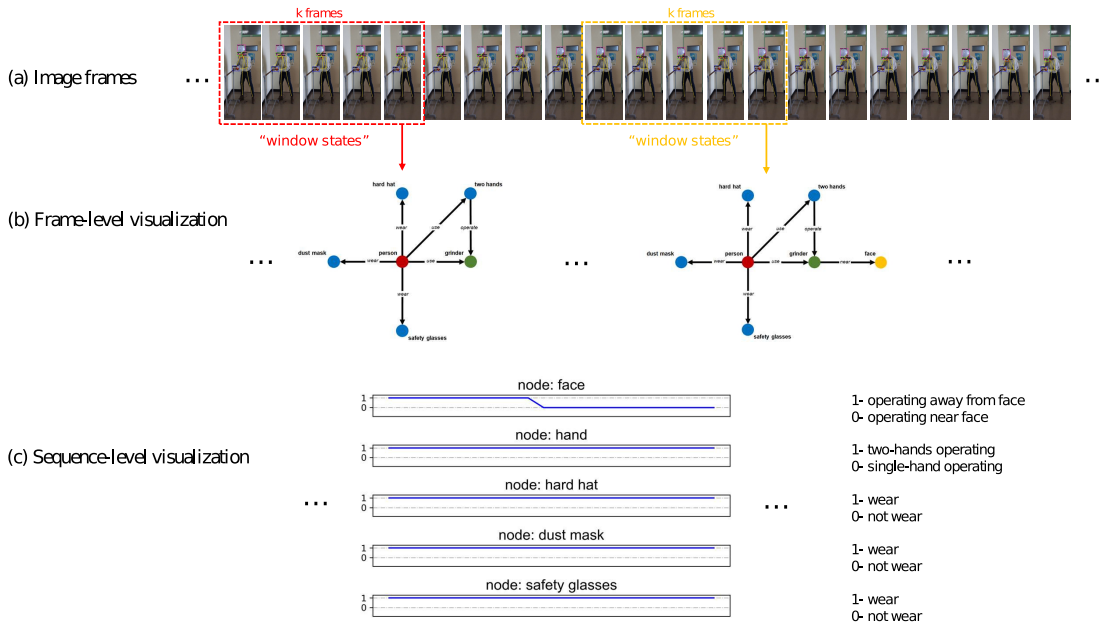 k frames
k frames
(a) Image frames
...
..
"window states"
"window states"
hard hat
two hands
hard hat
two hands
(b) Frame-level visualization
wear
use
operate
wear
use
operate
...
dust mask
person
grinder
...
dust mask
person
grinder
face
...
wear
use
wear
use
near
wear
wear
safety glasses
safety glasses
node: face
1
0
1- operating away from face
0- operating near face
(c) Sequence-level visualization
node: hand
1
0
1- two-hands operating
0- single-hand operating
...
node: hard hat
1
0
...
1- wear
0- not wear
node: dust mask
1
0
1- wear
0- not wear
node: safety glasses
1
0
1- wear
0- not wear